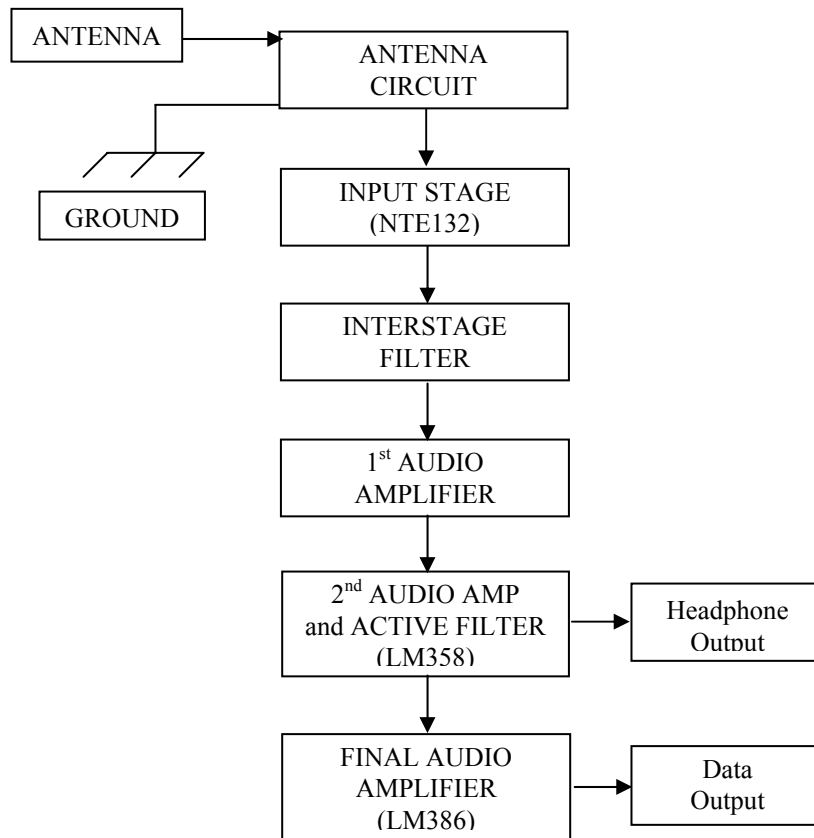 ANTENNA
ANTENNA
CIRCUIT
GROUND
INPUT STAGE
(NTE132)
INTERSTAGE
FILTER
1st AUDIO
AMPLIFIER
2nd AUDIO AMP
and ACTIVE FILTER
(LM358)
Headphone
Output
FINAL AUDIO
AMPLIFIER
(LM386)
Data
Output